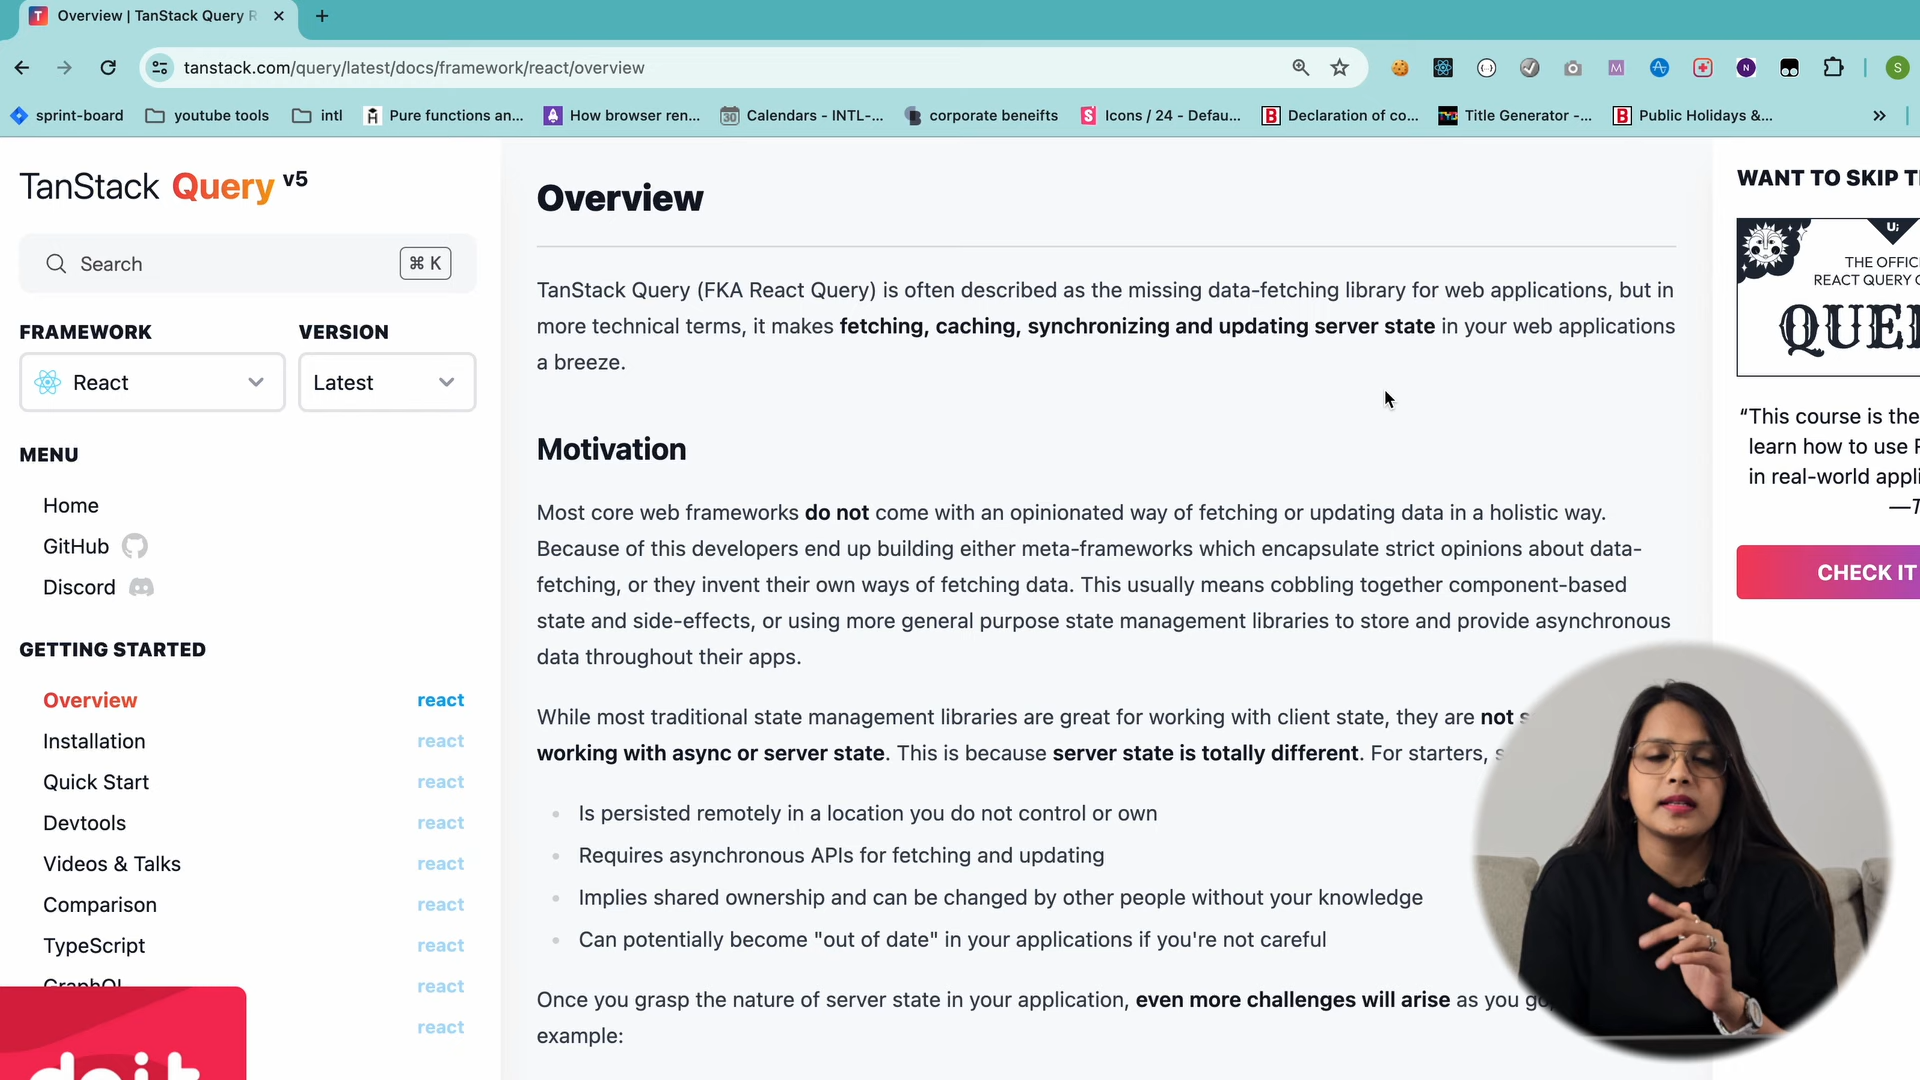 Overview | TanStack Query R
tanstack.com/query/latest/docs/framework/react/overview
S
sprint-board
youtube tools
intl
Pure functions an...
How browser ren...
Calendars - INTL-...
corporate beneifts
Icons / 24 - Defau...
Declaration of co...
Title Generator -...
Public Holidays &...
TanStack Query v5
Search
⌘ K
FRAMEWORK
VERSION
React
Latest
MENU
Home
GitHub
Discord
GETTING STARTED
Overview react
Installation react
Quick Start react
Devtools react
Videos & Talks react
Comparison react
TypeScript react
GraphQL react
react
Overview
TanStack Query (FKA React Query) is often described as the missing data-fetching library for web applications, but in
more technical terms, it makes fetching, caching, synchronizing and updating server state in your web applications
a breeze.
Motivation
Most core web frameworks do not come with an opinionated way of fetching or updating data in a holistic way.
Because of this developers end up building either meta-frameworks which encapsulate strict opinions about data-
fetching, or they invent their own ways of fetching data. This usually means cobbling together component-based
state and side-effects, or using more general purpose state management libraries to store and provide asynchronous
data throughout their apps.
While most traditional state management libraries are great for working with client state, they are not s
working with async or server state. This is because server state is totally different. For starters, s
Is persisted remotely in a location you do not control or own
Requires asynchronous APIs for fetching and updating
Implies shared ownership and can be changed by other people without your knowledge
Can potentially become "out of date" in your applications if you're not careful
Once you grasp the nature of server state in your application, even more challenges will arise as you go,
example:
WANT TO SKIP T
Ui
THE OFFIC
REACT QUERY C
QUE
“This course is the
learn how to use
in real-world appli
—T
CHECK IT